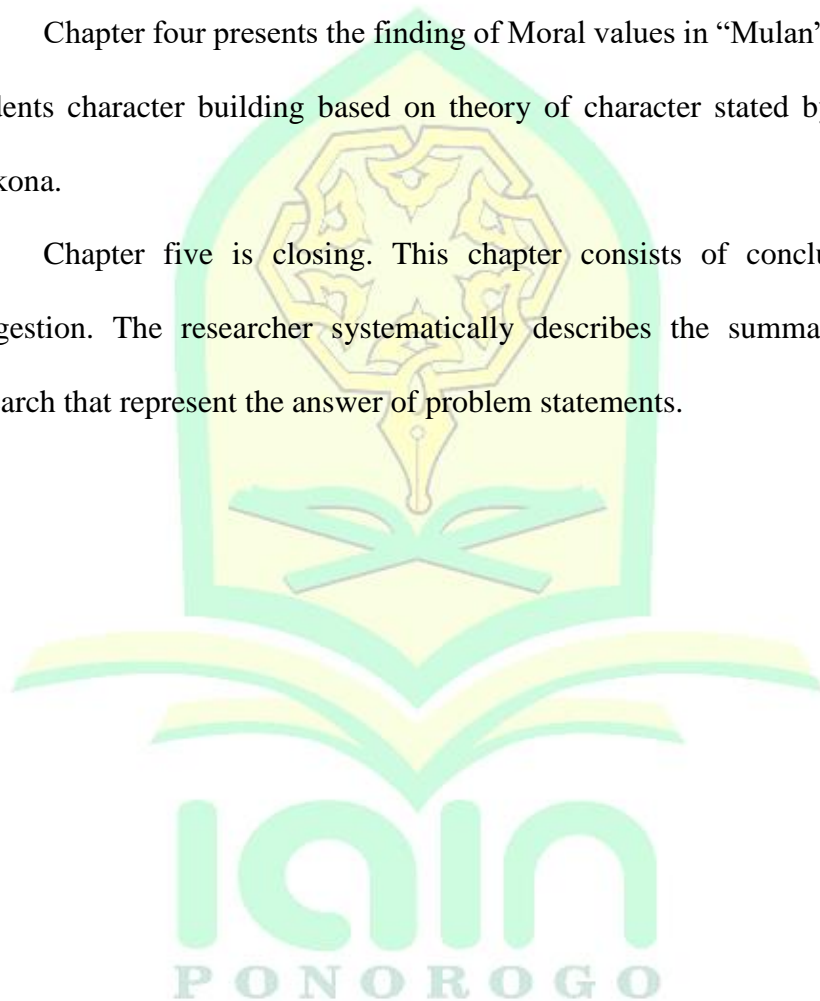 Chapter four presents the finding of Moral values in “Mulan”
dents character building based on theory of character stated by
kona.
Chapter five is closing. This chapter consists of conclu
gestion. The researcher systematically describes the summa
arch that represent the answer of problem statements.
iain
PONOROGO